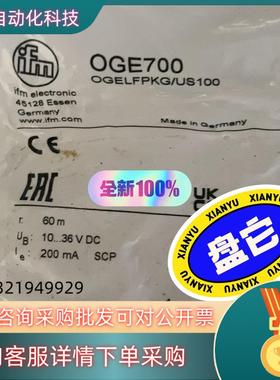 自动化科技
ifm
ifm electronic
45128 Essen
Germany
www.ifm.com
OGE700
OGELFPKG/US100
Made in Germany
EAC
全新100%
UK
r: 60 m
UB: 10...36 V DC
Ie: 200 mA SCP
XIANYU
盘它
XIANYU
321949929
咨询采购批发可对公开票
客服详情下单采购